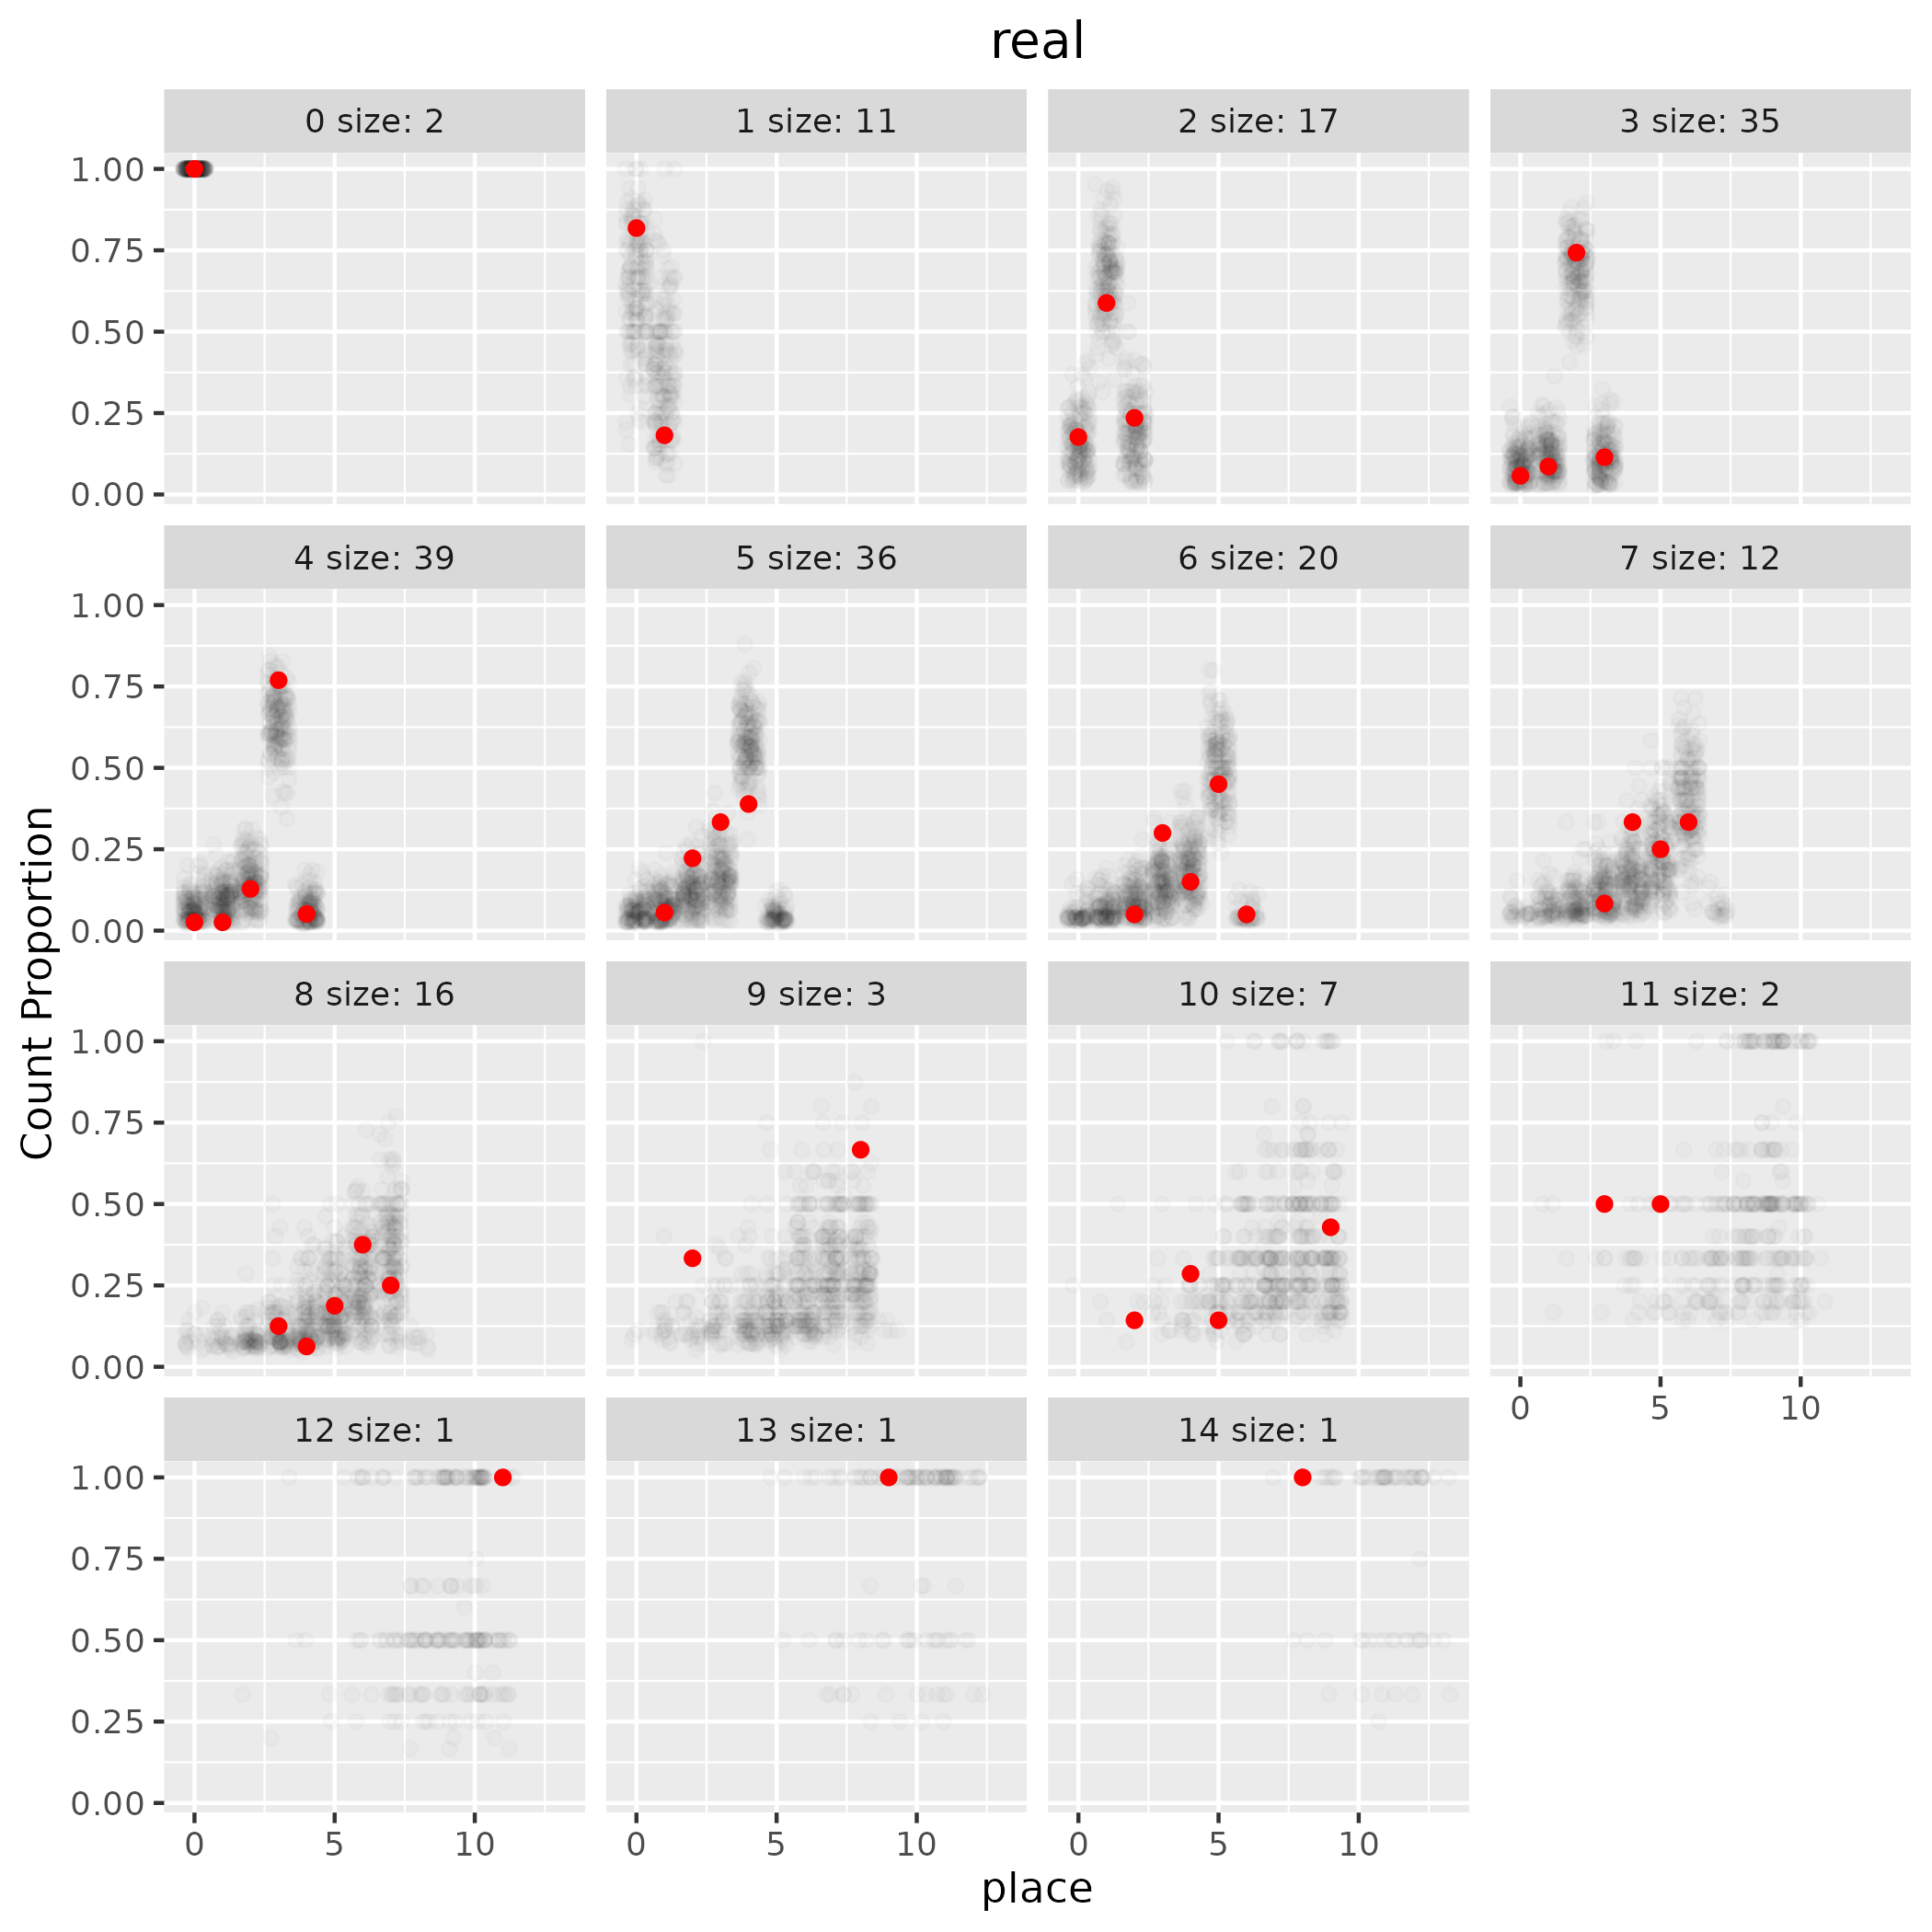 real
0 size: 2
1 size: 11
2 size: 17
3 size: 35
1.00
0.75
0.50
0.25
0.00
4 size: 39
5 size: 36
6 size: 20
7 size: 12
1.00
0.75
0.50
0.25
0.00
Count Proportion
8 size: 16
9 size: 3
10 size: 7
11 size: 2
1.00
0.75
0.50
0.25
0.00
0 5 10
12 size: 1
13 size: 1
14 size: 1
1.00
0.75
0.50
0.25
0.00
0 5 10
0 5 10
0 5 10
place